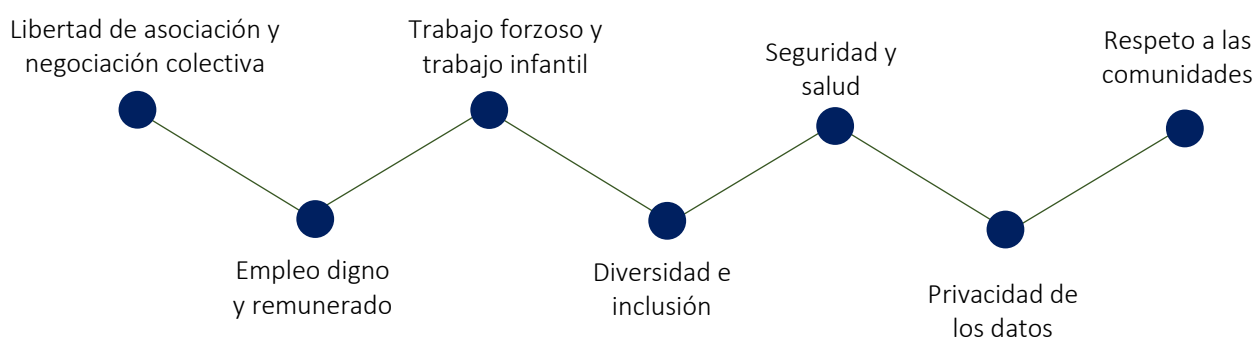 Libertad de asociación y
negociación colectiva
Empleo digno
y remunerado
Trabajo forzoso y
trabajo infantil
Diversidad e
inclusión
Seguridad y
salud
Privacidad de
los datos
Respeto a las
comunidades